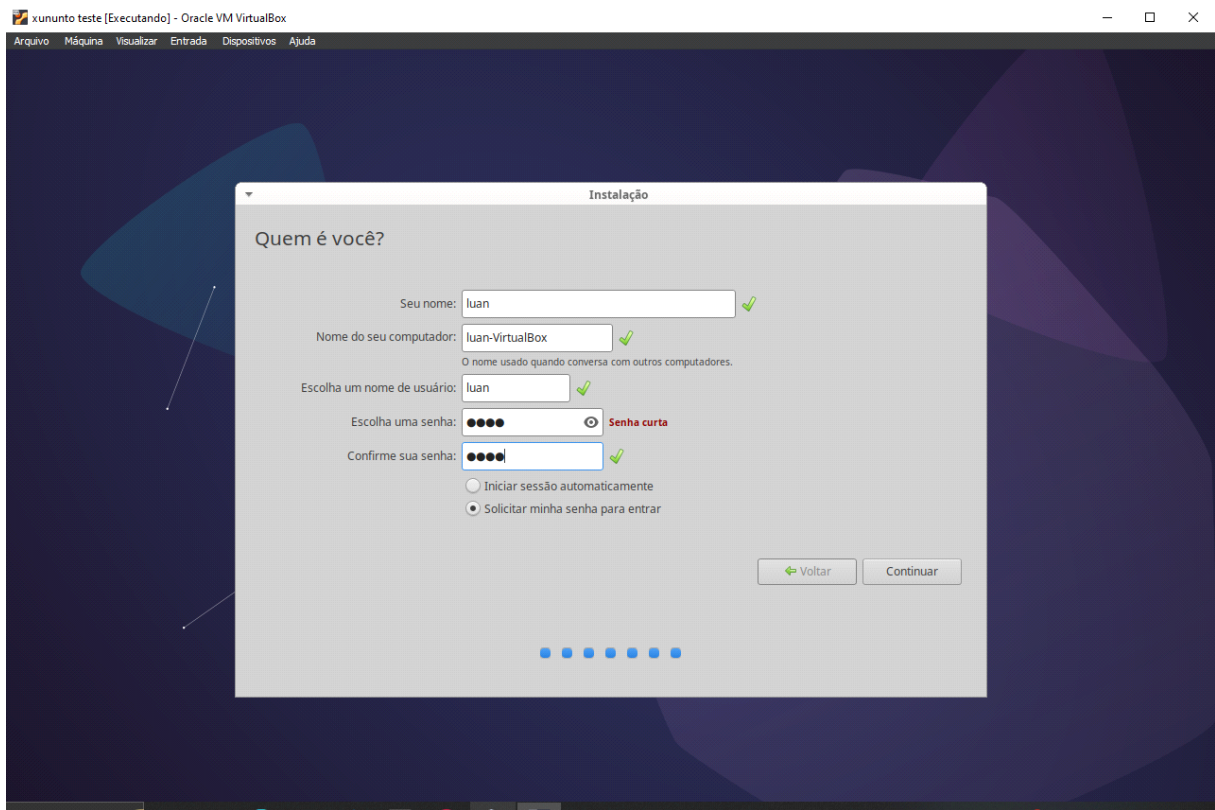 xununto teste [Executando] - Oracle VM VirtualBox
Arquivo Máquina Visualizar Entrada Dispositivos Ajuda
Instalação
Quem é você?
Seu nome: luan
Nome do seu computador: luan-VirtualBox
O nome usado quando conversa com outros computadores.
Escolha um nome de usuário: luan
Escolha uma senha: ●●●● Senha curta
Confirme sua senha: ●●●●
Iniciar sessão automaticamente
Solicitar minha senha para entrar
Voltar Continuar